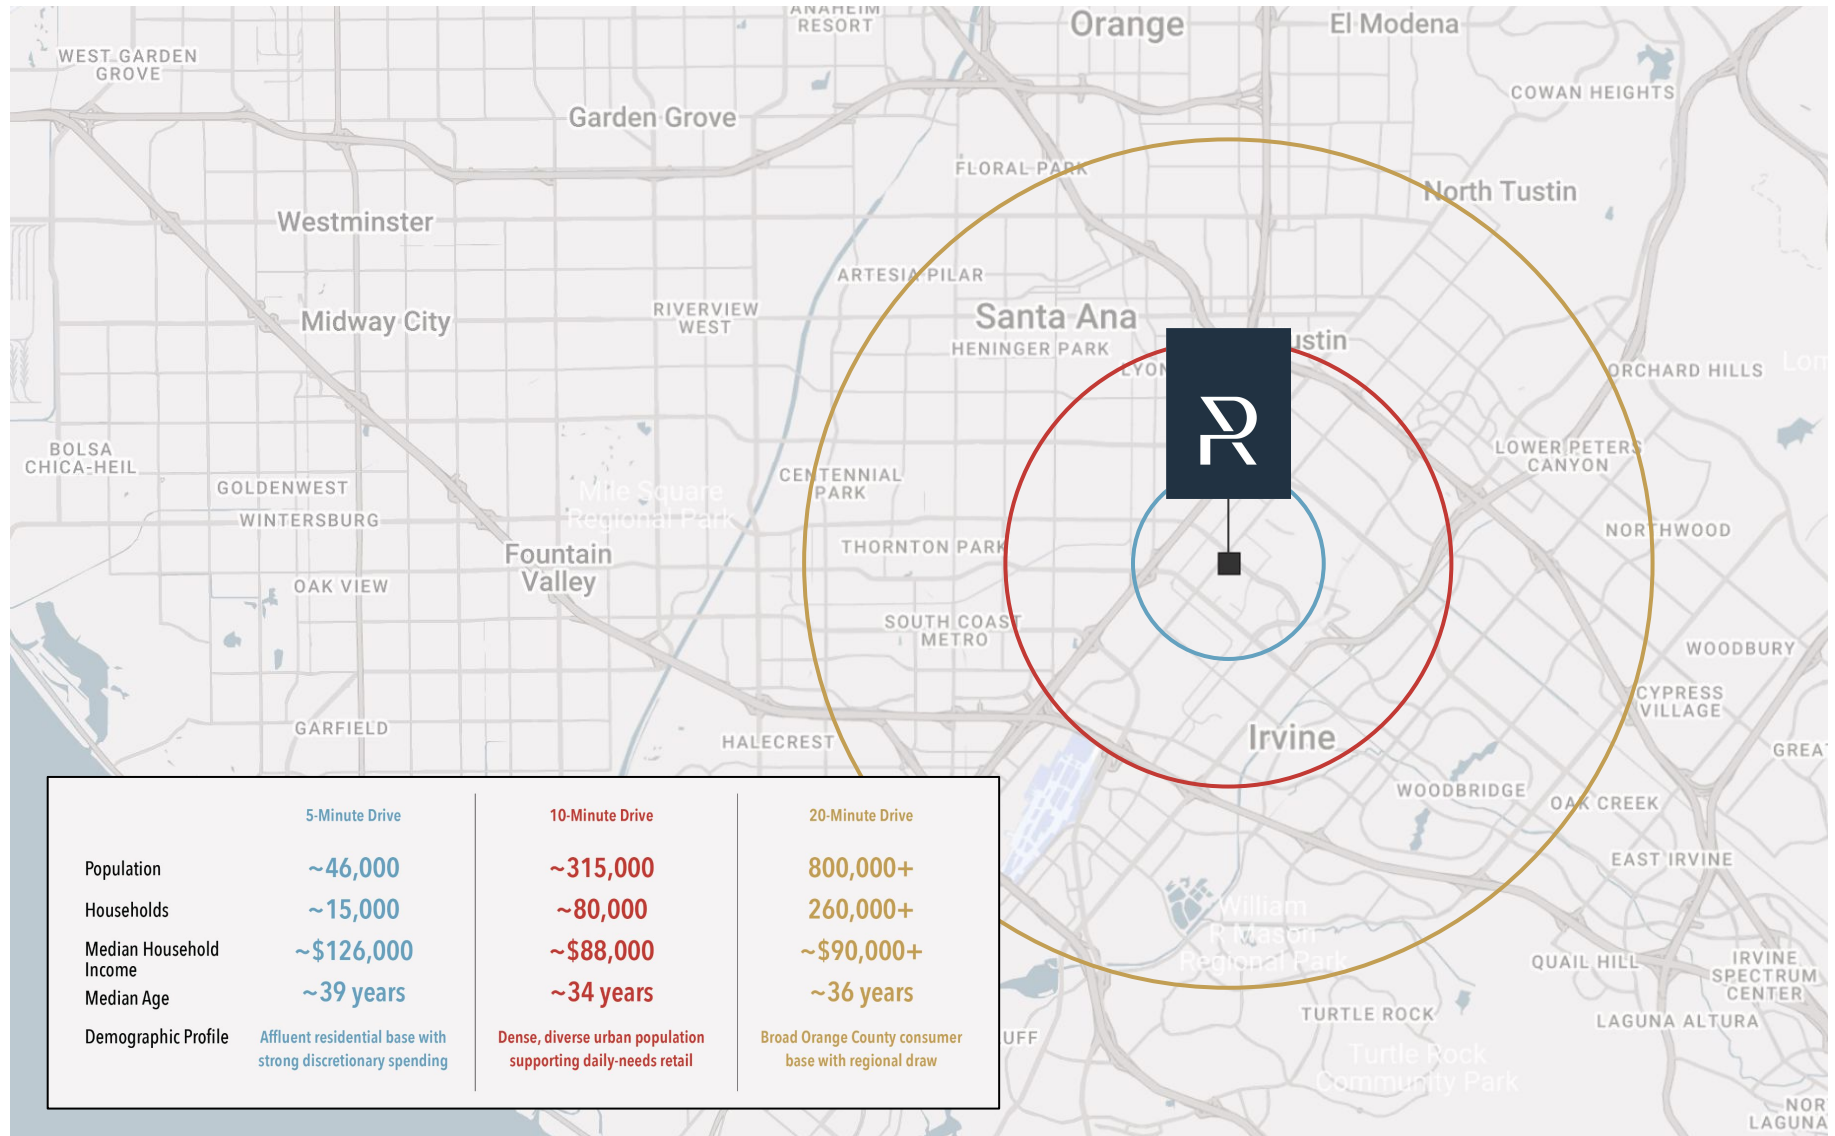 ANAHEIM
RESORT
Orange
El Modena
WEST GARDEN
GROVE
COWAN HEIGHTS
Garden Grove
FLORAL PARK
North Tustin
Westminster
ARTESIA PILAR
RIVERVIEW
WEST
Santa Ana
Midway City
HENINGER PARK
ustin
LYON
ORCHARD HILLS
Lom
R
BOLSA
CHICA-HEIL
LOWER PETERS
CANYON
CENTENNIAL
PARK
GOLDENWEST
Mile Square
Regional Park
WINTERSBURG
NORTHWOOD
THORNTON PARK
Fountain
Valley
OAK VIEW
SOUTH COAST
METRO
WOODBURY
CYPRESS
VILLAGE
GARFIELD
HALECREST
Irvine
GREA
WOODBRIDGE
OAK CREEK
EAST IRVINE
William
R Mason
Regional Park
QUAIL HILL
IRVINE
SPECTRUM
CENTER
TURTLE ROCK
LAGUNA ALTURA
UFF
Turtle Rock
Community Park
NOR
LAGUNA
5-Minute Drive
10-Minute Drive
20-Minute Drive
Population
~46,000
~315,000
800,000+
Households
~15,000
~80,000
260,000+
Median Household
Income
~$126,000
~$88,000
~$90,000+
Median Age
~39 years
~34 years
~36 years
Demographic Profile
Affluent residential base with
strong discretionary spending
Dense, diverse urban population
supporting daily-needs retail
Broad Orange County consumer
base with regional draw